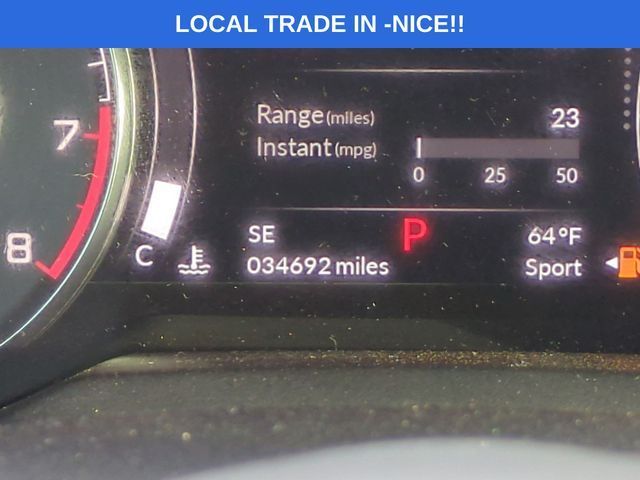 LOCAL TRADE IN -NICE!!
Range (miles) 23
7
Instant (mpg)
0 25 50
SE P 64°F
8 C 034692 miles Sport